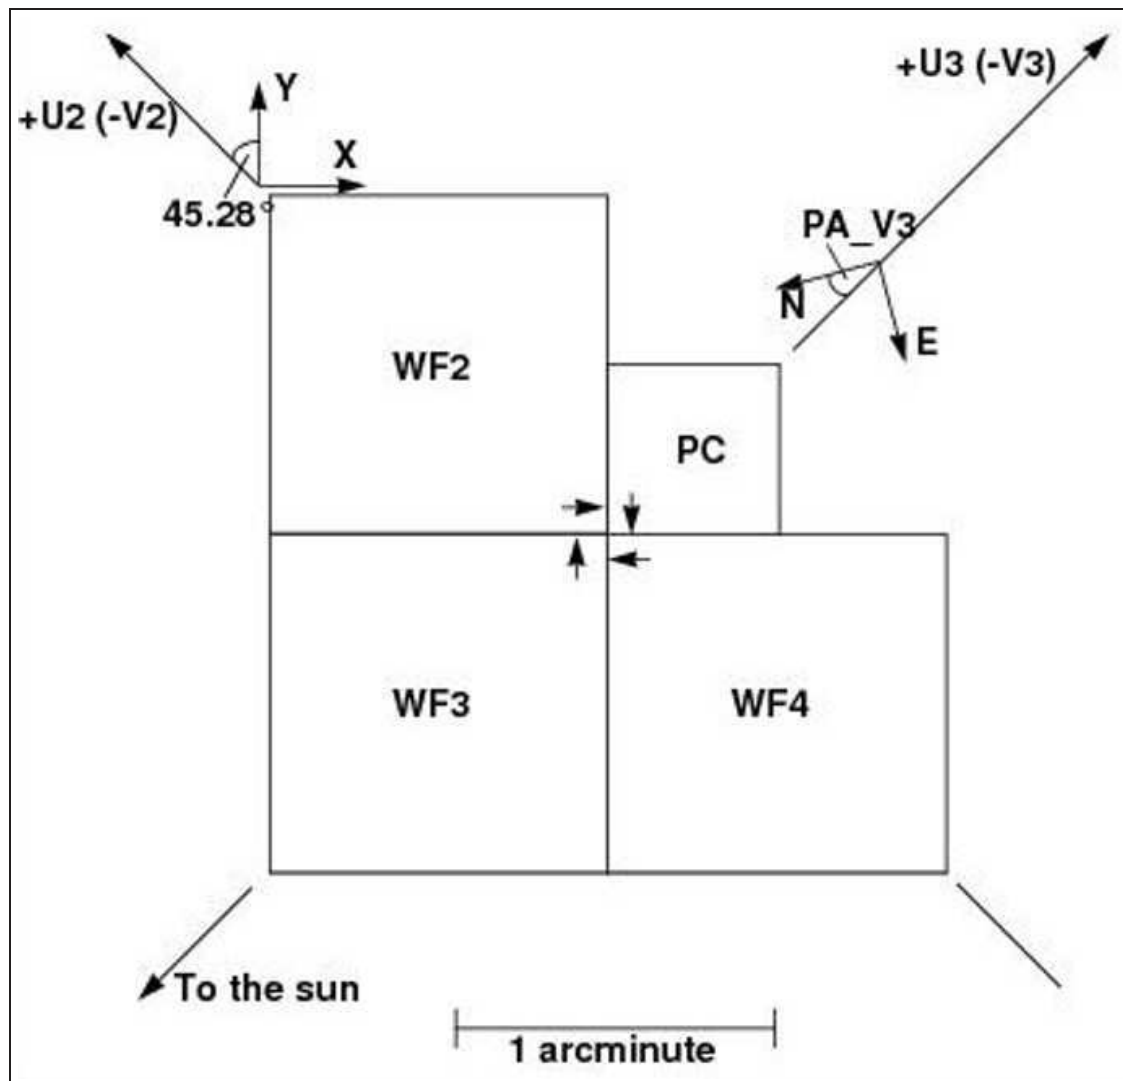 +U3 (-V3)
Y
+U2 (-V2)
X
45.28°
PA_V3
N
E
WF2
PC
WF3
WF4
To the sun
1 arcminute